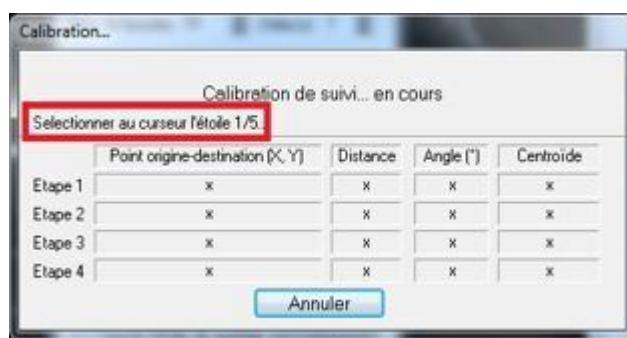 Calibration...
Calibration de suivi... en cours
Selectionner au curseur l'étoile 1/5.
Point origine-destination (X, Y) Distance Angle (°) Centroïde
Etape 1 x x x x
Etape 2 x x x x
Etape 3 x x x x
Etape 4 x x x x
Annuler